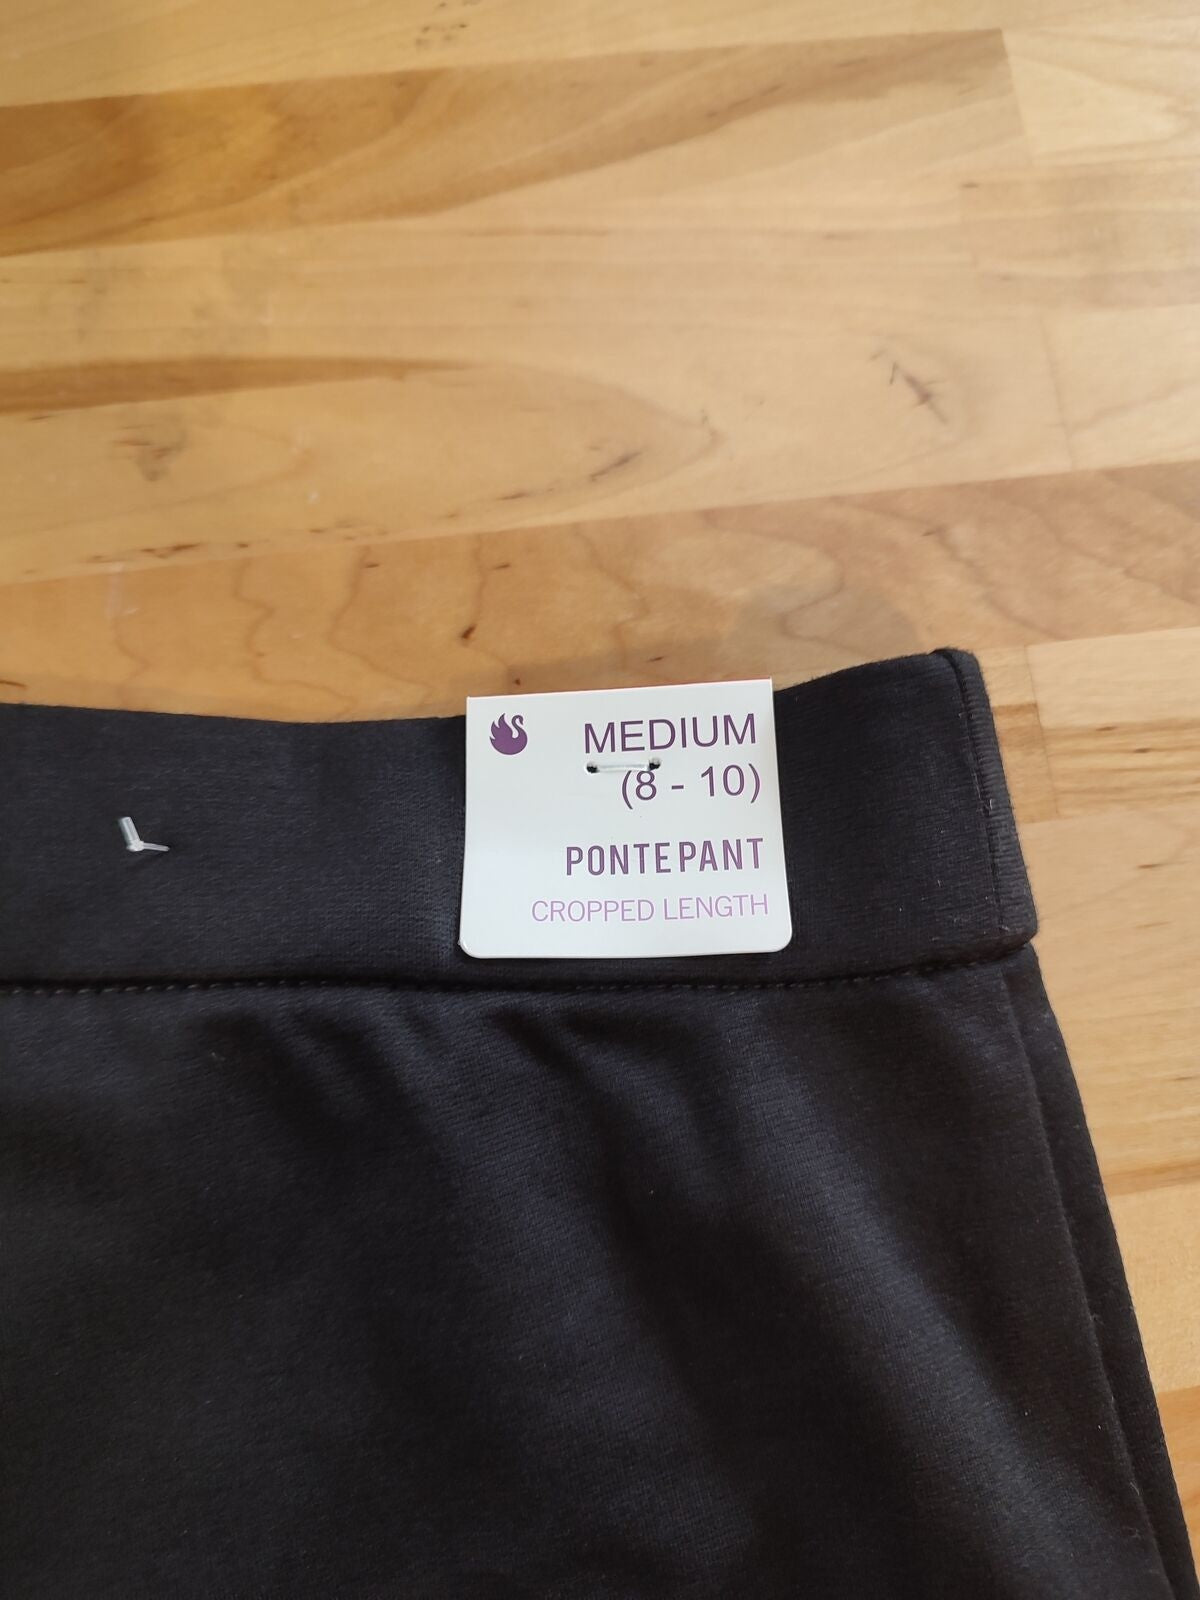 MEDIUM
(8 - 10)
PONTE PANT
CROPPED LENGTH